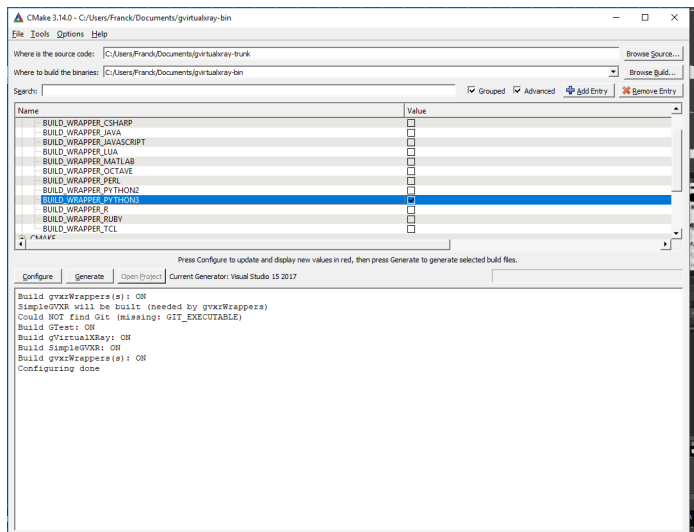 CMake 3.14.0 - C:/Users/Franck/Documents/gvirtualxray-bin
File Tools Options Help
Where is the source code: C:/Users/Franck/Documents/gvirtualxray-trunk Browse Source...
Where to build the binaries: C:/Users/Franck/Documents/gvirtualxray-bin Browse Build...
Search: Grouped Advanced Add Entry Remove Entry
Name Value
BUILD_WRAPPER_CSHARP
BUILD_WRAPPER_JAVA
BUILD_WRAPPER_JAVASCRIPT
BUILD_WRAPPER_LUA
BUILD_WRAPPER_MATLAB
BUILD_WRAPPER_OCTAVE
BUILD_WRAPPER_PERL
BUILD_WRAPPER_PYTHON2
BUILD_WRAPPER_PYTHON3
BUILD_WRAPPER_R
BUILD_WRAPPER_RUBY
BUILD_WRAPPER_TCL
CMAKE
Press Configure to update and display new values in red, then press Generate to generate selected build files.
Configure Generate Open Project Current Generator: Visual Studio 15 2017
Build gvxrWrappers(s): ON
SimpleGVXR will be built (needed by gvxrWrappers)
Could NOT find Git (missing: GIT_EXECUTABLE)
Build GTest: ON
Build gVirtualXRay: ON
Build SimpleGVXR: ON
Build gvxrWrappers(s): ON
Configuring done